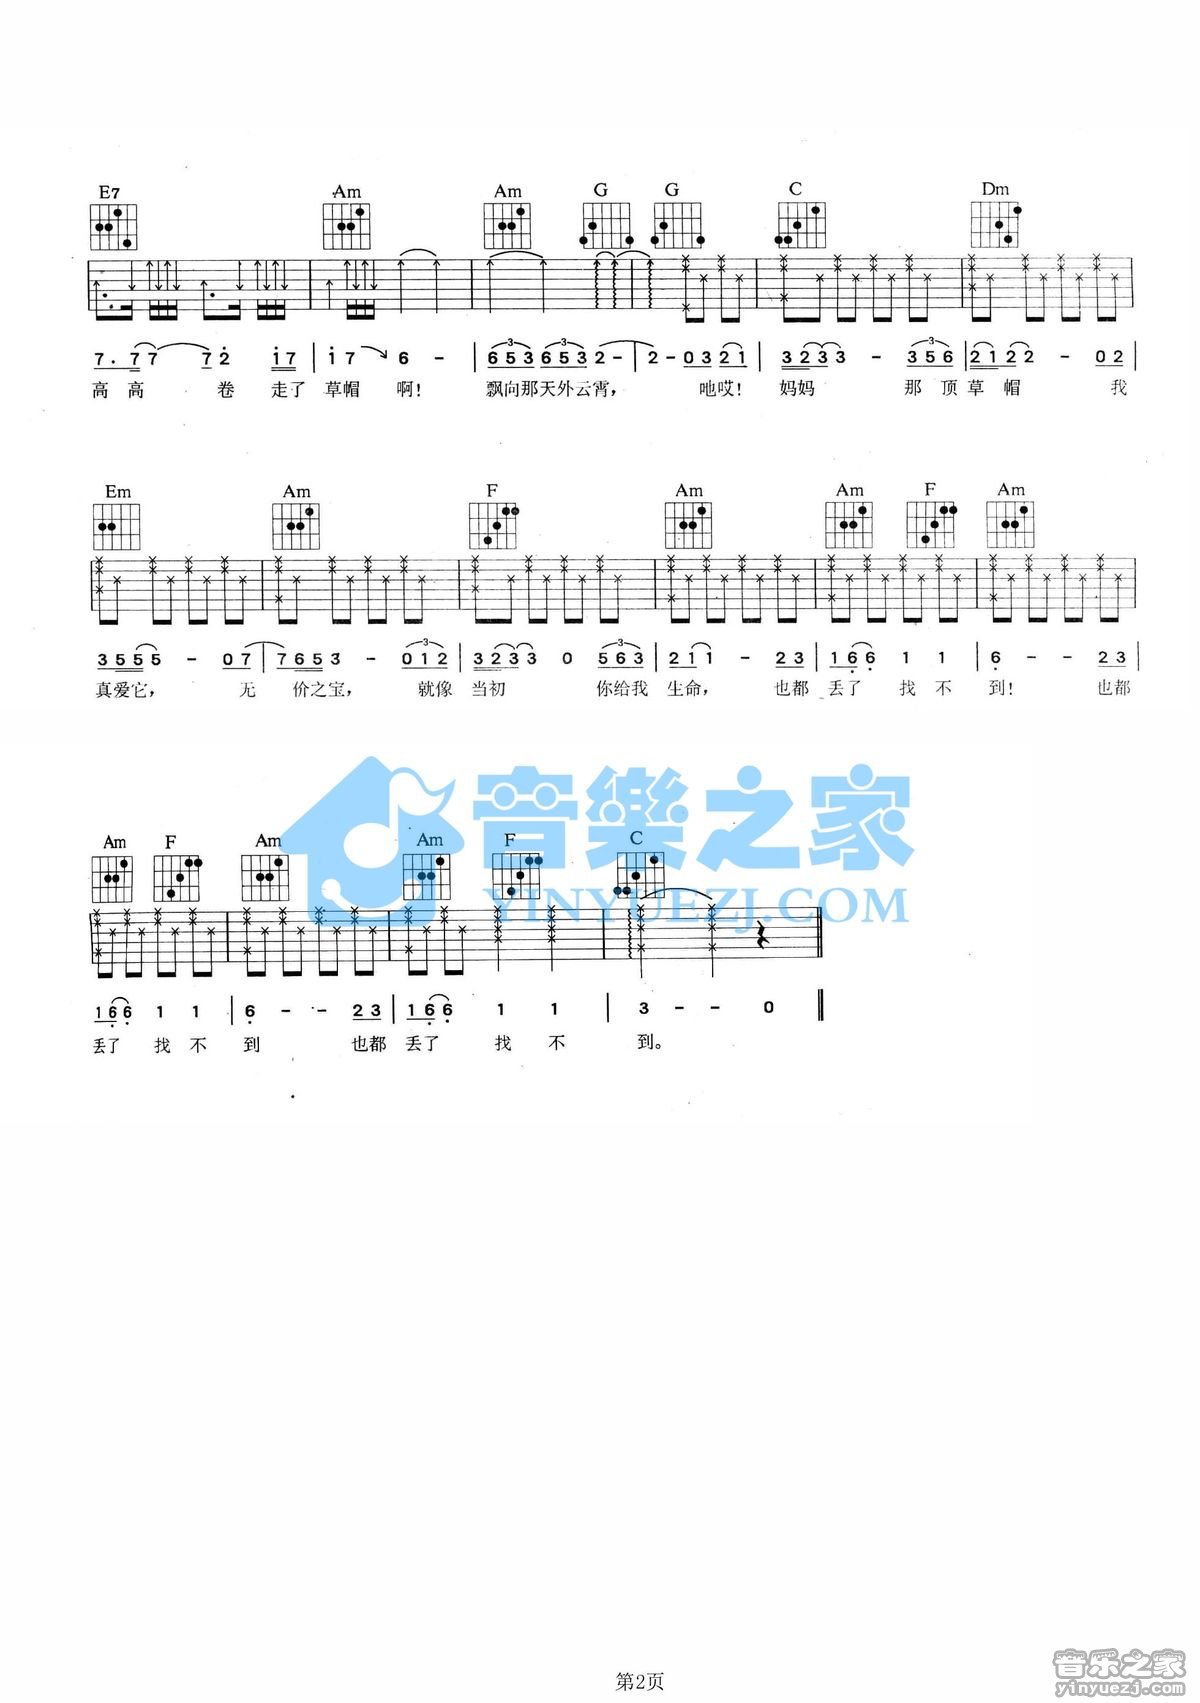 E7 Am Am G G C Dm
7. 7 7 7 2 1 7 | 1 7 6 - | 6 5 3 6 5 3 2 - | 2 - 0 3 2 1 | 3 2 3 3 - 3 5 6 | 2 1 2 2 - 0 2 |
高高 卷 走了 草帽 啊! 飘向那天外云霄, 吔哎! 妈妈 那顶草帽 我
Em Am F Am Am F Am
3 5 5 5 - 0 7 | 7 6 5 3 - 0 1 2 | 3 2 3 3 0 5 6 3 | 2 1 1 - 2 3 | 1 6 6 1 1 | 6 - - 2 3 |
真爱它, 无 价之宝, 就像 当初 你给我 生命, 也都 丢了 找 不 到! 也都
音樂之家
YINYUEZJ.COM
Am F Am Am F C
1 6 6 1 1 | 6 - - 2 3 | 1 6 6 1 1 | 3 - - 0 ‖
丢了 找 不 到 也都 丢了 找 不 到。
第2页
音乐之家
yinyuezj.com